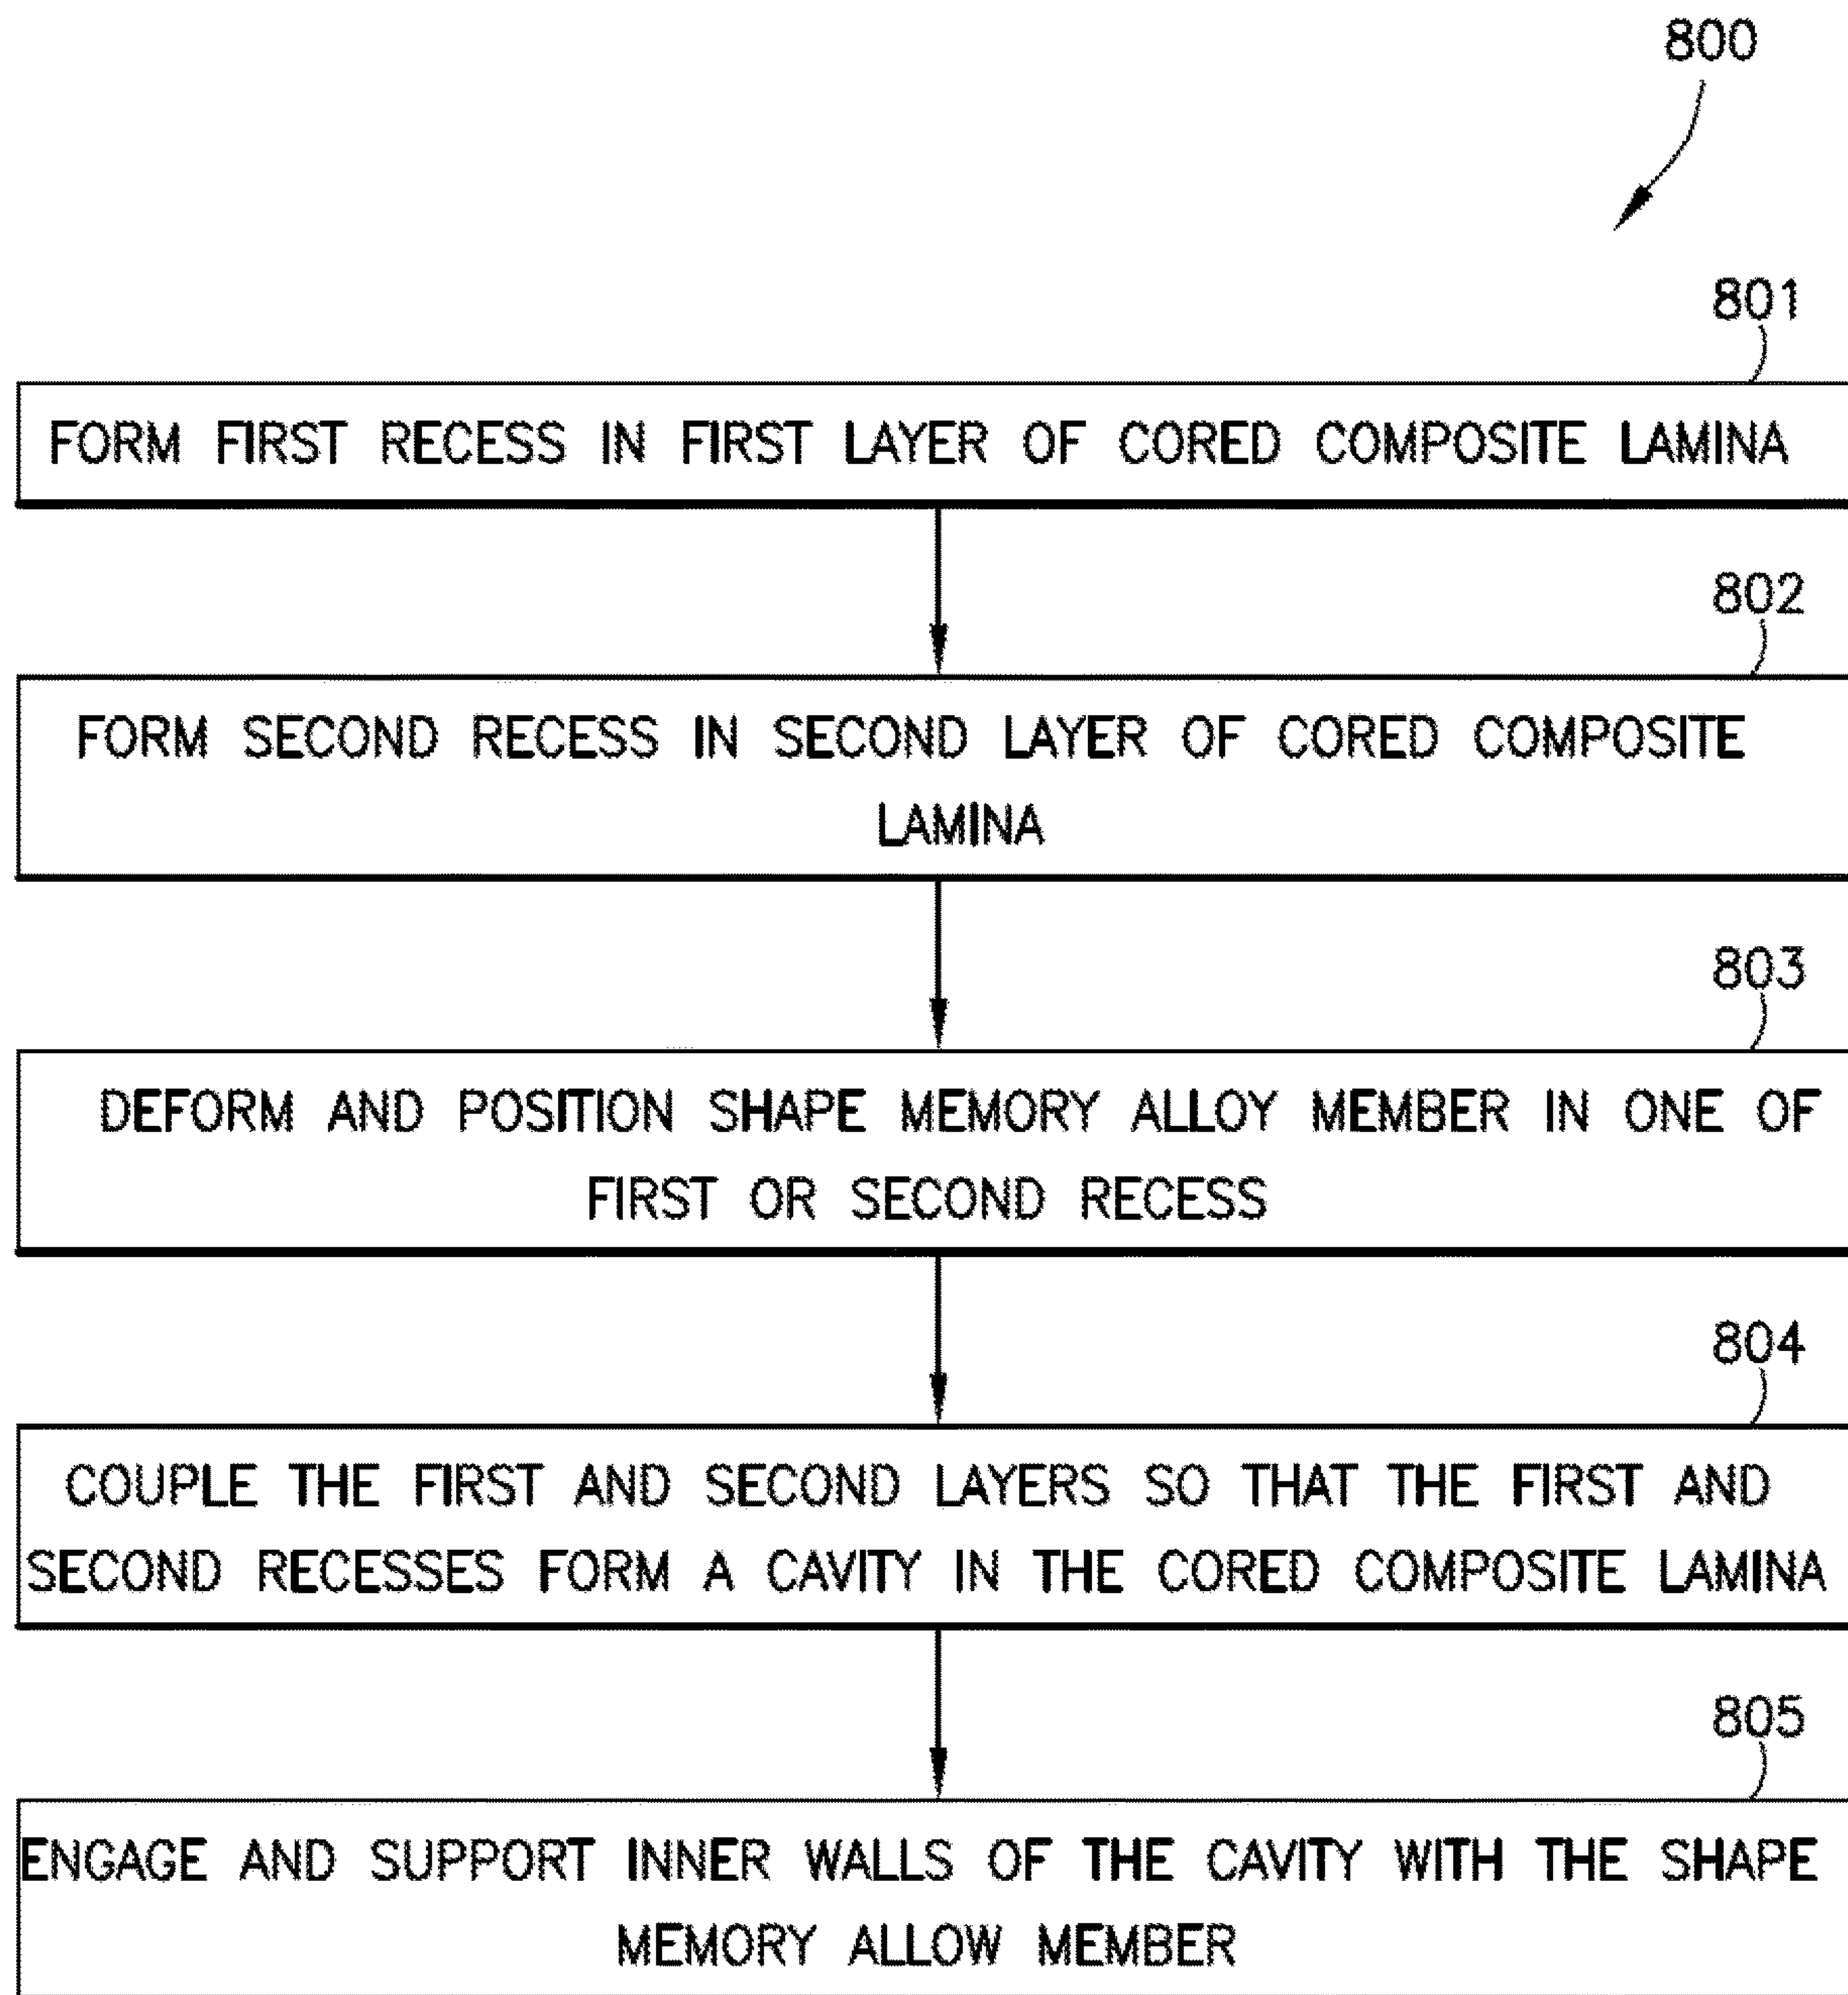 800
801
FORM FIRST RECESS IN FIRST LAYER OF CORED COMPOSITE LAMINA
802
FORM SECOND RECESS IN SECOND LAYER OF CORED COMPOSITE
LAMINA
803
DEFORM AND POSITION SHAPE MEMORY ALLOY MEMBER IN ONE OF
FIRST OR SECOND RECESS
804
COUPLE THE FIRST AND SECOND LAYERS SO THAT THE FIRST AND
SECOND RECESSES FORM A CAVITY IN THE CORED COMPOSITE LAMINA
805
ENGAGE AND SUPPORT INNER WALLS OF THE CAVITY WITH THE SHAPE
MEMORY ALLOW MEMBER